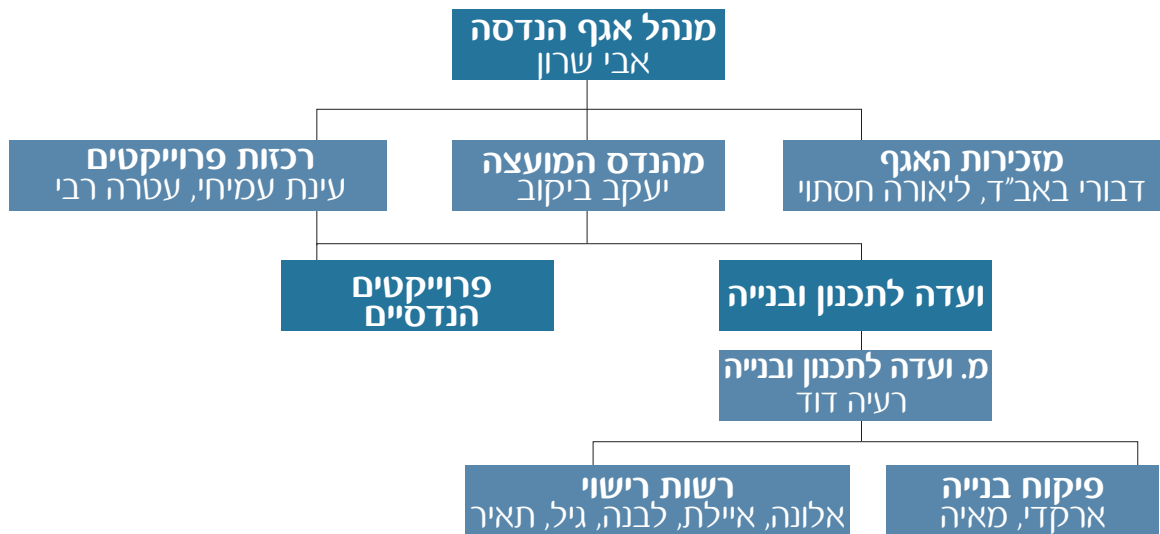 מנהל אגף הנדסה
אבי שרון
מזכירות האגף
דבורי באב"ד, ליאורה חסתוי
מהנדס המועצה
יעקב ביקוב
רכזות פרוייקטים
עינת עמיחי, עטרה רבי
ועדה לתכנון ובנייה
פרוייקטים
הנדסיים
מ. ועדה לתכנון ובנייה
רעיה דוד
פיקוח בנייה
ארקדי, מאיה
רשות רישוי
אלונה, איילת, לבנה, גיל, תאיר